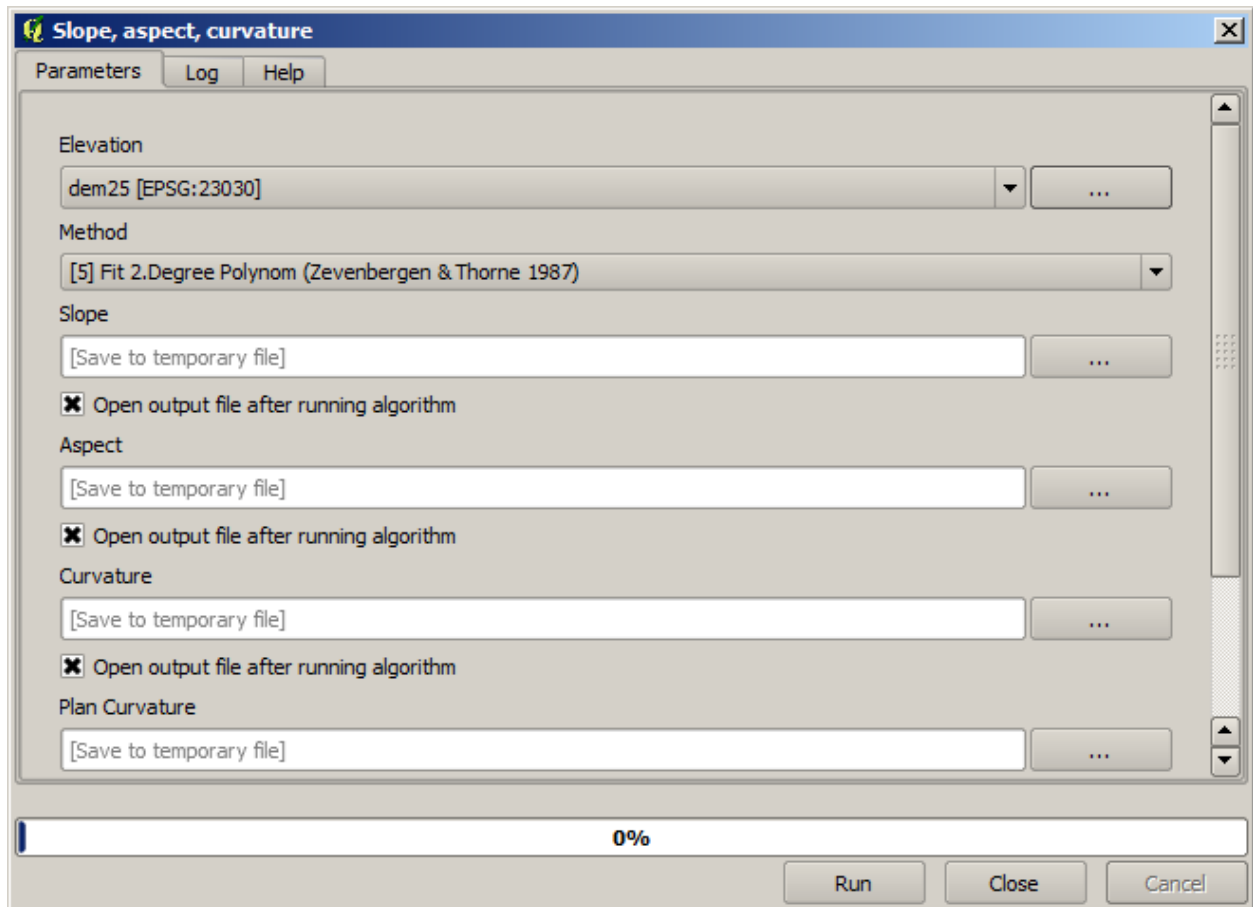 Slope, aspect, curvature
Parameters Log Help
Elevation
dem25 [EPSG:23030] ...
Method
[5] Fit 2.Degree Polynom (Zevenbergen & Thorne 1987)
Slope
[Save to temporary file] ...
Open output file after running algorithm
Aspect
[Save to temporary file] ...
Open output file after running algorithm
Curvature
[Save to temporary file] ...
Open output file after running algorithm
Plan Curvature
[Save to temporary file] ...
0%
Run Close Cancel